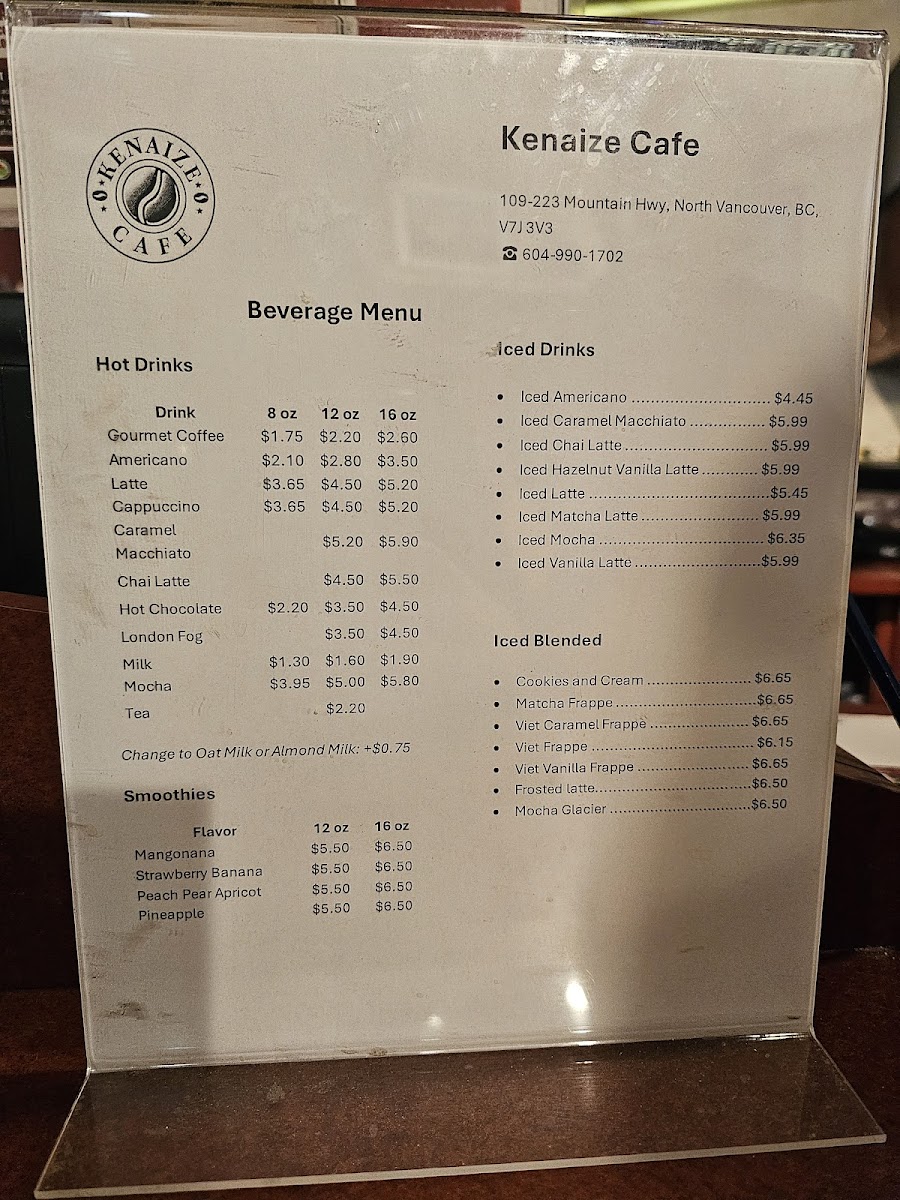 KENAIZE
CAFE
Kenaize Cafe
109-223 Mountain Hwy, North Vancouver, BC,
V7J 3V3
☎ 604-990-1702
Beverage Menu
Hot Drinks
Drink 8 oz 12 oz 16 oz
Gourmet Coffee $1.75 $2.20 $2.60
Americano $2.10 $2.80 $3.50
Latte $3.65 $4.50 $5.20
Cappuccino $3.65 $4.50 $5.20
Caramel
Macchiato $5.20 $5.90
Chai Latte $4.50 $5.50
Hot Chocolate $2.20 $3.50 $4.50
London Fog $3.50 $4.50
Milk $1.30 $1.60 $1.90
Mocha $3.95 $5.00 $5.80
Tea $2.20
Change to Oat Milk or Almond Milk: +$0.75
Smoothies
Flavor 12 oz 16 oz
Mangonana $5.50 $6.50
Strawberry Banana $5.50 $6.50
Peach Pear Apricot $5.50 $6.50
Pineapple $5.50 $6.50
Iced Drinks
• Iced Americano ............................ $4.45
• Iced Caramel Macchiato ............... $5.99
• Iced Chai Latte ............................. $5.99
• Iced Hazelnut Vanilla Latte ............ $5.99
• Iced Latte .................................... $5.45
• Iced Matcha Latte ........................ $5.99
• Iced Mocha ................................. $6.35
• Iced Vanilla Latte ......................... $5.99
Iced Blended
• Cookies and Cream ..................... $6.65
• Matcha Frappe ............................ $6.65
• Viet Caramel Frappe .................... $6.65
• Viet Frappe ................................. $6.15
• Viet Vanilla Frappe ....................... $6.65
• Frosted latte................................ $6.50
• Mocha Glacier ............................. $6.50